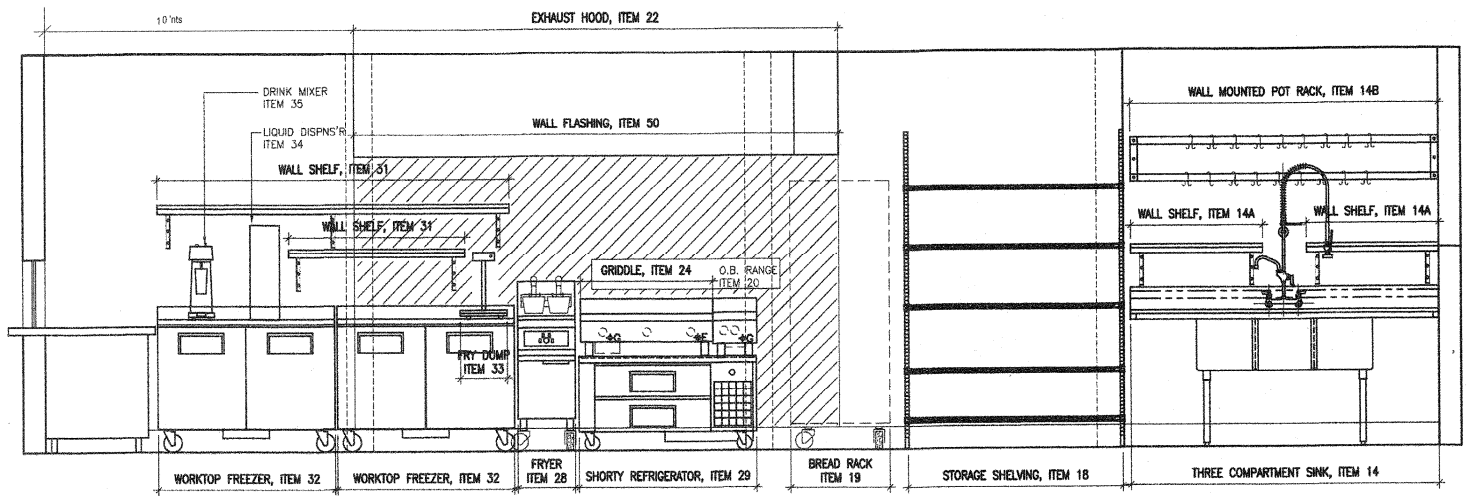 EXHAUST HOOD, ITEM 22
DRINK MIXER
ITEM 35
WALL MOUNTED POT RACK, ITEM 14B
LIQUID DISPNS'R
ITEM 34
WALL FLASHING, ITEM 50
WALL SHELF, ITEM 31
WALL SHELF, ITEM 31
WALL SHELF, ITEM 14A
WALL SHELF, ITEM 14A
GRIDDLE, ITEM 24
O.B. RANGE
ITEM 20
+G
+E
+G
FRY DUMP
ITEM 33
WORKTOP FREEZER, ITEM 32
WORKTOP FREEZER, ITEM 32
FRYER
ITEM 28
SHORTY REFRIGERATOR, ITEM 29
BREAD RACK
ITEM 19
STORAGE SHELVING, ITEM 18
THREE COMPARTMENT SINK, ITEM 14